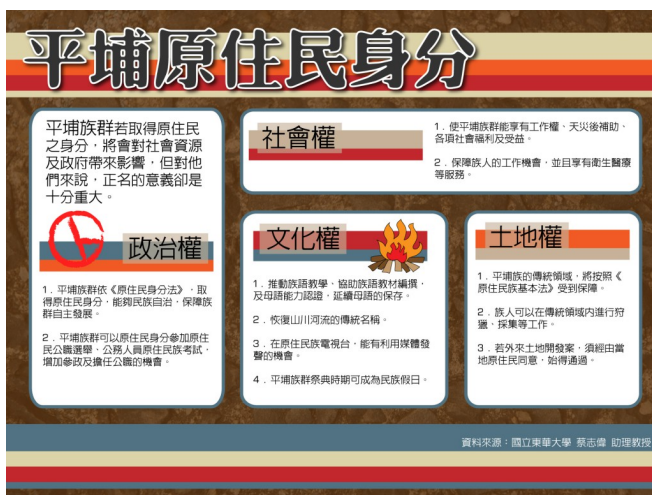 平埔原住民身分
平埔族群若取得原住民
之身分，將會對社會資源
及政府帶來影響，但對他
們來說，正名的意義卻是
十分重大。
政治權
1．平埔族群依《原住民身分法》，取
得原住民身分，能夠民族自治，保障族
群自主發展。
2．平埔族群可以原住民身分參加原住
民公職選舉，公務人員原住民族考試，
增加參政及擔任公職的機會。
社會權
1．使平埔族群能享有工作權、天災後補助、
各項社會福利及受益。
2．保障族人的工作機會，並且享有衛生醫療
等服務。
文化權
1．推動族語教學，協助族語教材編撰，
及母語能力認證，延續母語的保存。
2．恢復山川河流的傳統名稱。
3．在原住民族電視台，能有利用媒體發
聲的機會。
4．平埔族群祭典時期可成為民族假日。
土地權
1．平埔族的傳統領域，將按照《
原住民族基本法》受到保障。
2．族人可以在傳統領域內進行狩
獵，採集等工作。
3．若外來土地開發案，須經由當
地原住民同意，始得通過。
資料來源：國立東華大學 蔡志偉 助理教授